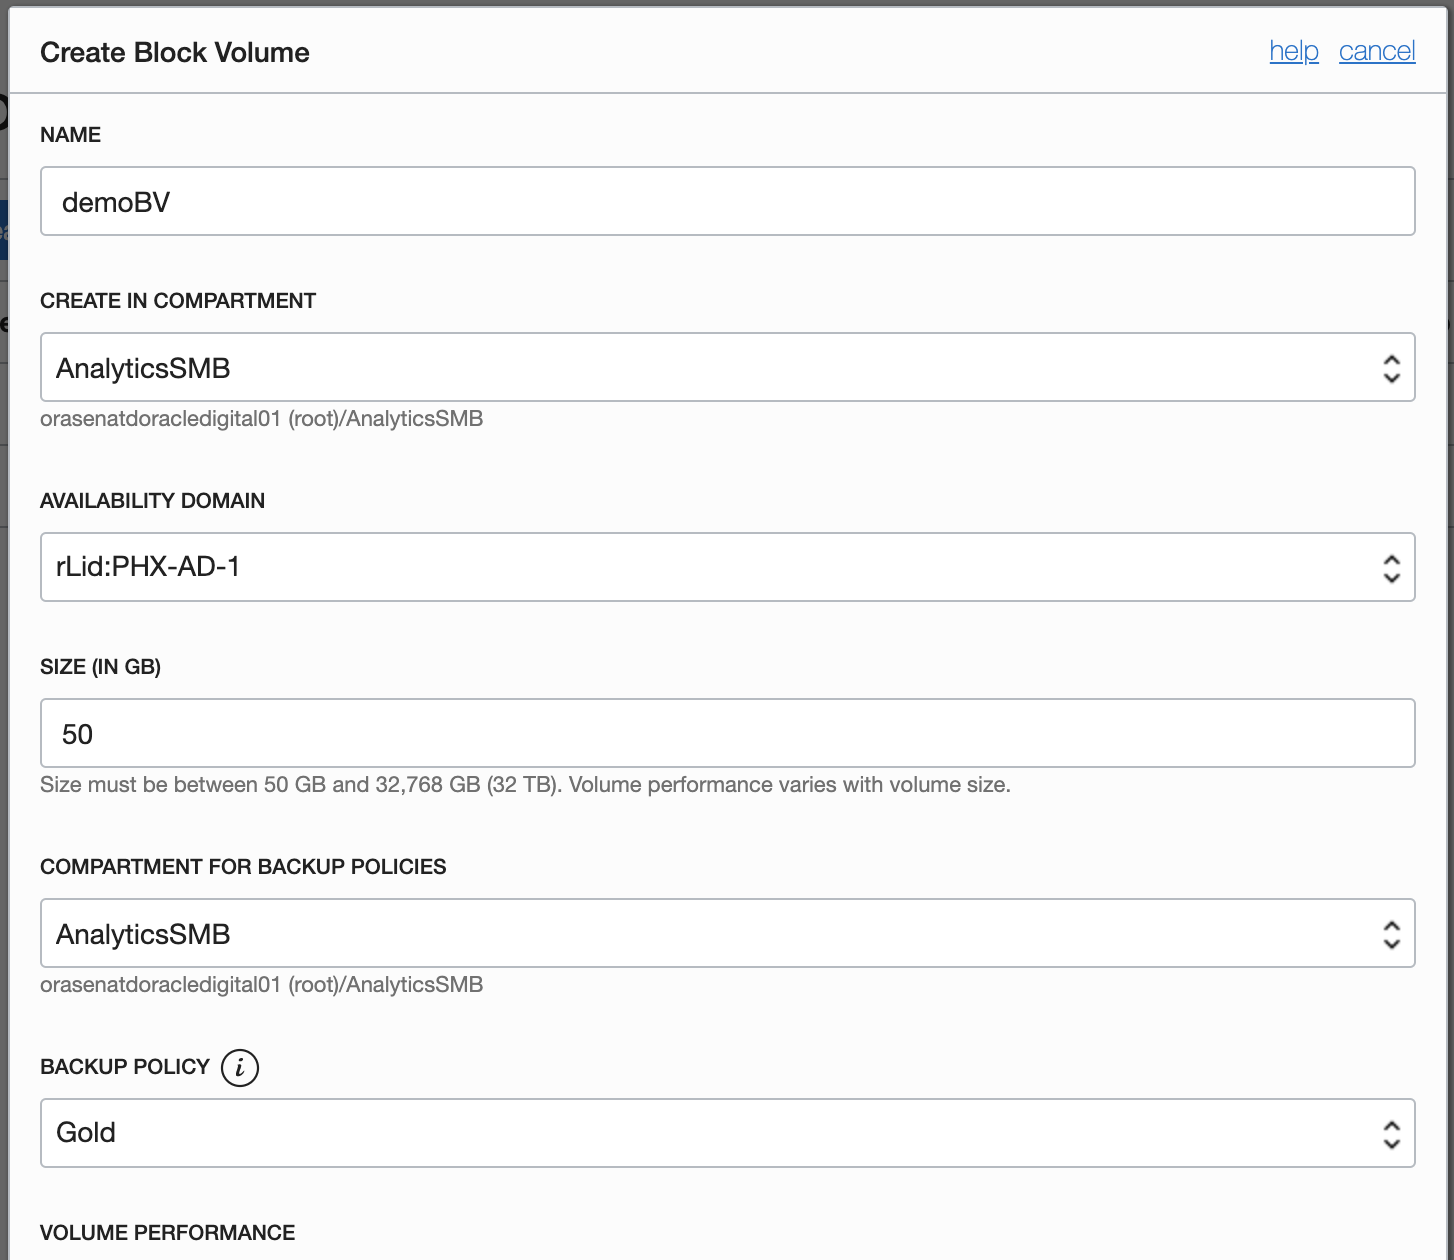 Create Block Volume help cancel
NAME
demoBV
CREATE IN COMPARTMENT
AnalyticsSMB
orasenatdoracledigital01 (root)/AnalyticsSMB
AVAILABILITY DOMAIN
rLid:PHX-AD-1
SIZE (IN GB)
50
Size must be between 50 GB and 32,768 GB (32 TB). Volume performance varies with volume size.
COMPARTMENT FOR BACKUP POLICIES
AnalyticsSMB
orasenatdoracledigital01 (root)/AnalyticsSMB
BACKUP POLICY i
Gold
VOLUME PERFORMANCE